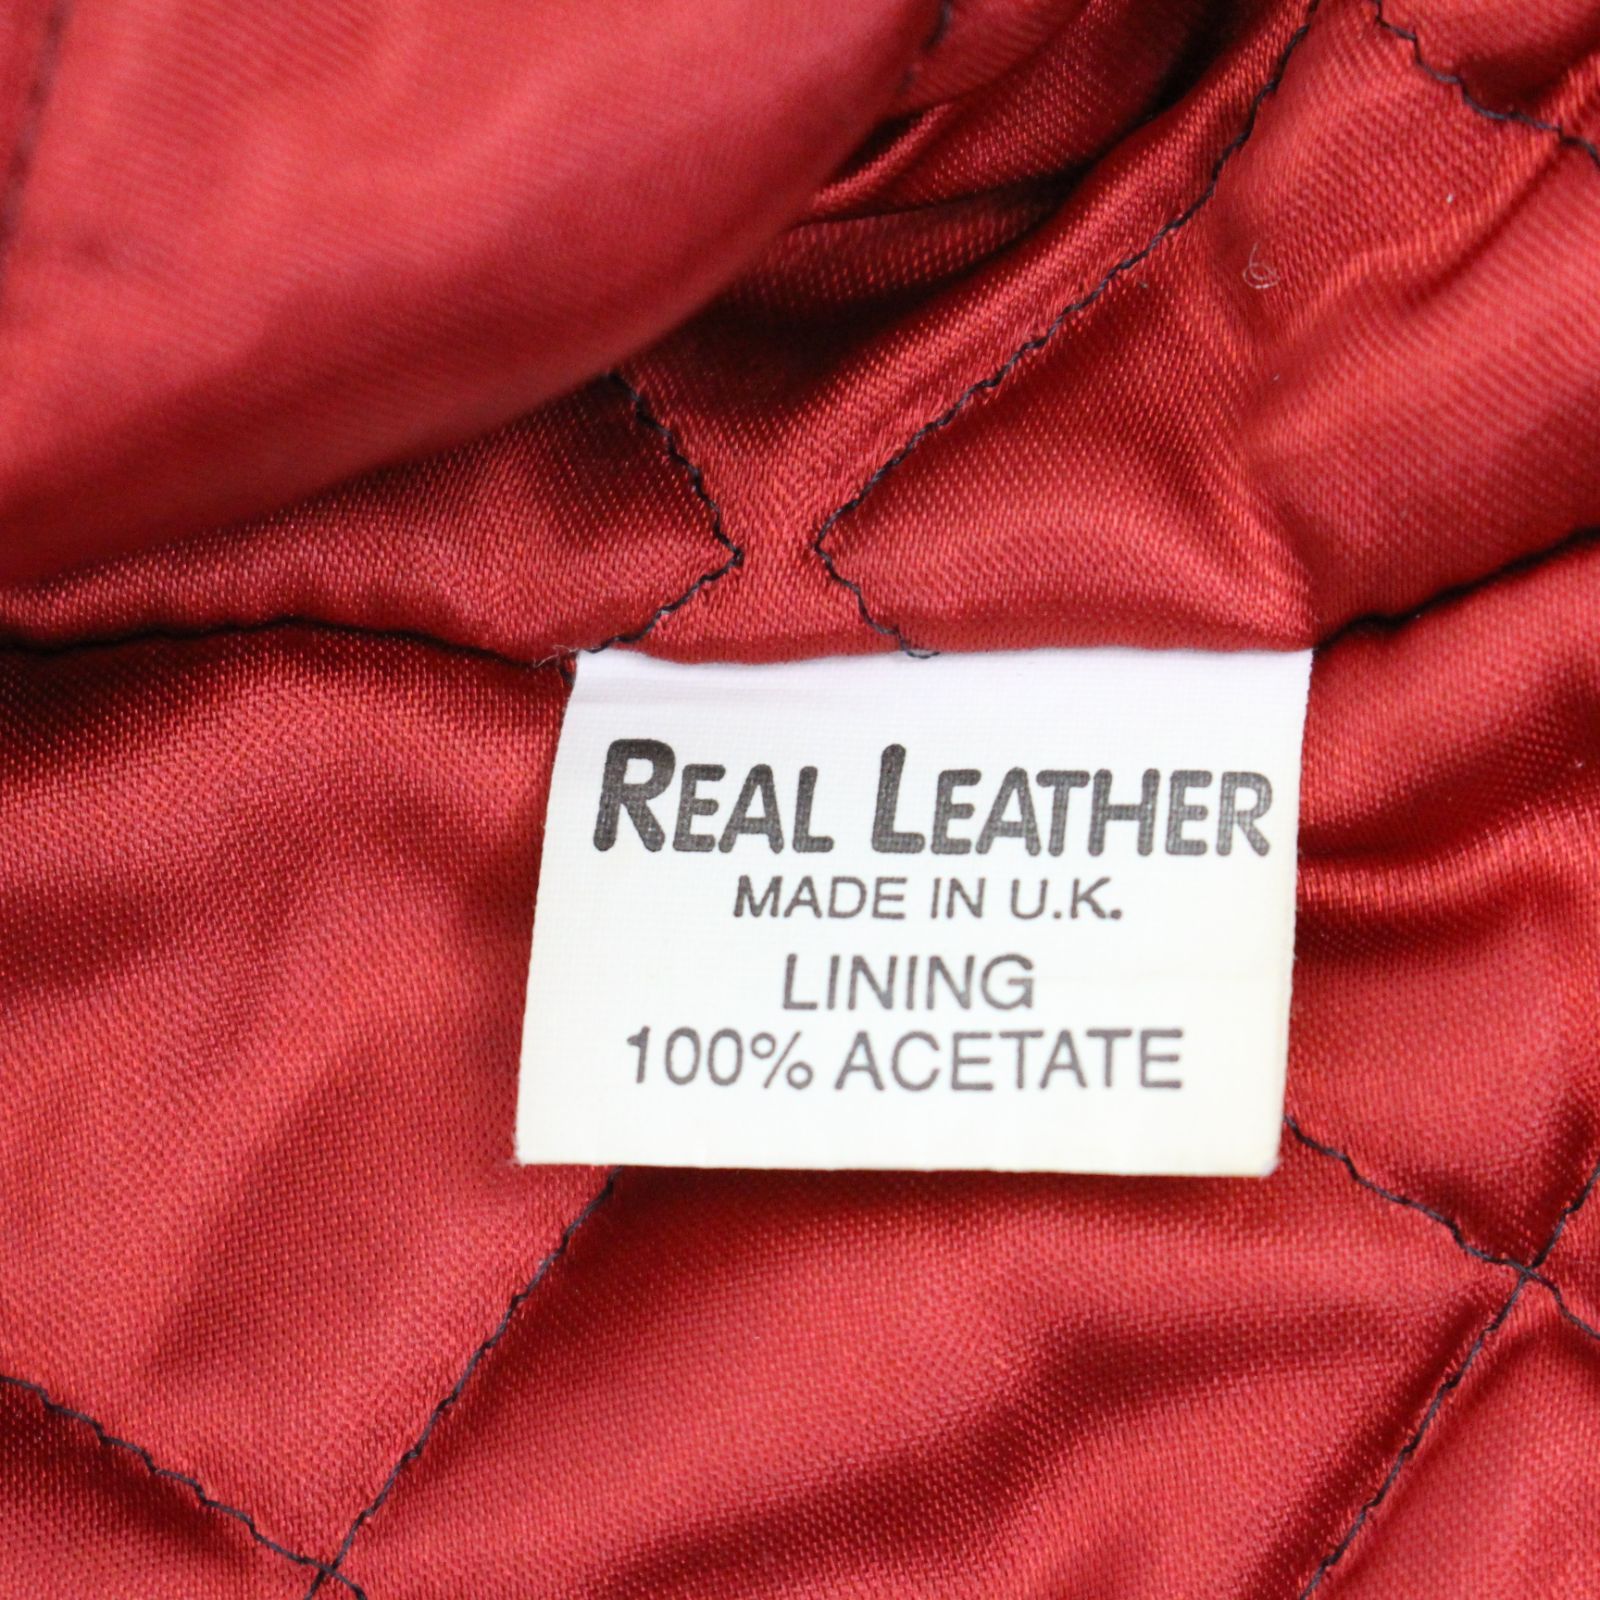 REAL LEATHER
MADE IN U.K.
LINING
100% ACETATE